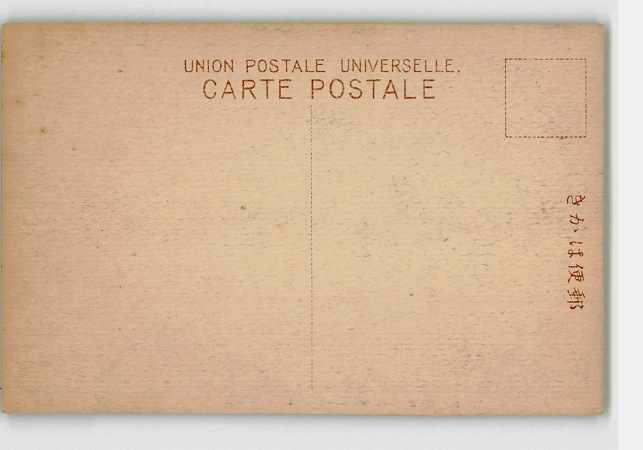 UNION POSTALE UNIVERSELLE.
CARTE POSTALE
きかは便郵